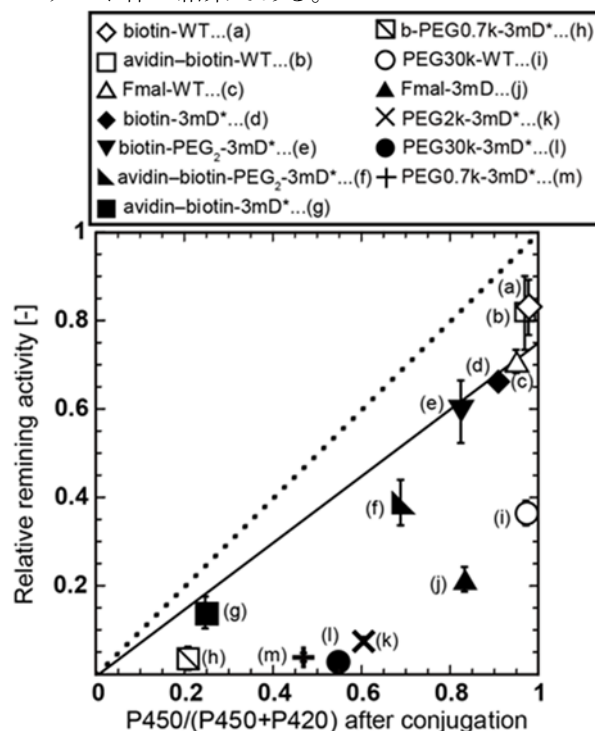 biotin-WT...(a)
avidin–biotin-WT...(b)
Fmal-WT...(c)
biotin-3mD*...(d)
biotin-PEG₂-3mD*...(e)
avidin–biotin-PEG₂-3mD*...(f)
avidin–biotin-3mD*...(g)
b-PEG0.7k-3mD*...(h)
PEG30k-WT...(i)
Fmal-3mD...(j)
PEG2k-3mD*...(k)
PEG30k-3mD*...(l)
PEG0.7k-3mD*...(m)
Relative remining activity [-]
1
0.8
0.6
0.4
0.2
(a)
(b)
(d)
(c)
(e)
(f)
(i)
(j)
(g)
(h)
(m)
(l)
(k)
0
0.2
0.4
0.6
0.8
1
P450/(P450+P420) after conjugation